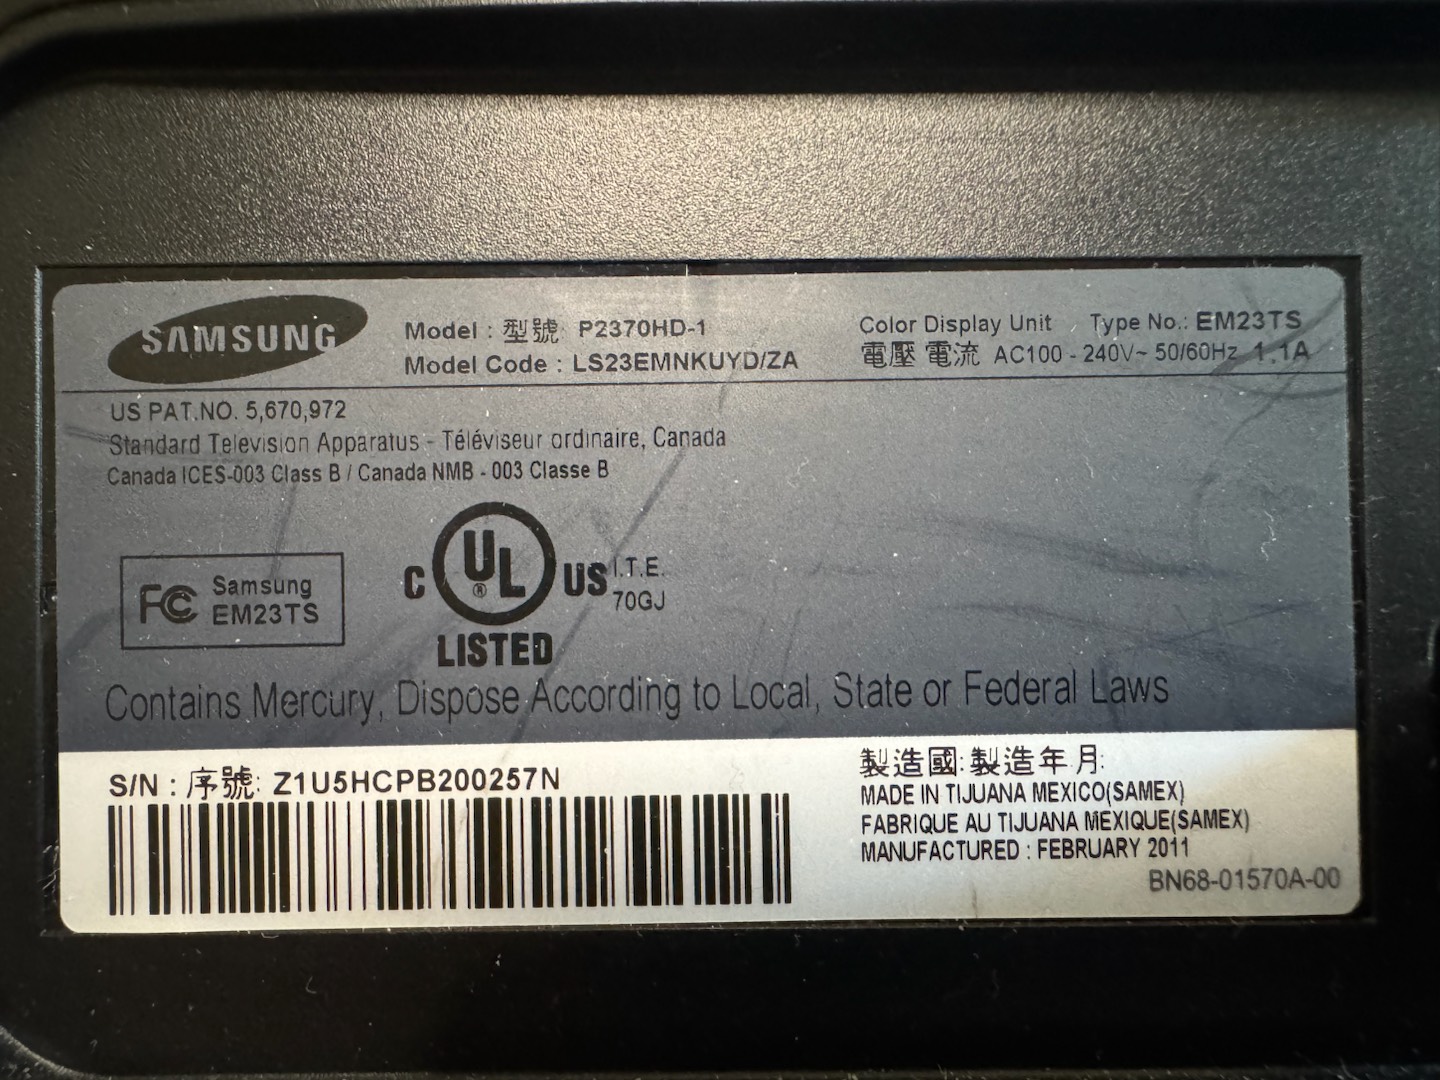 SAMSUNG
Model : 型號 P2370HD-1
Model Code : LS23EMNKUYD/ZA
Color Display Unit Type No.: EM23TS
電壓 電流 AC100 - 240V~ 50/60Hz 1.1A
US PAT.NO. 5,670,972
Standard Television Apparatus - Téléviseur ordinaire, Canada
Canada ICES-003 Class B / Canada NMB - 003 Classe B
FC Samsung
EM23TS
C UL ® US
LISTED
I.T.E.
70GJ
Contains Mercury, Dispose According to Local, State or Federal Laws
S/N : 序號: Z1U5HCPB200257N
製造國: 製造年月:
MADE IN TIJUANA MEXICO(SAMEX)
FABRIQUE AU TIJUANA MEXIQUE(SAMEX)
MANUFACTURED : FEBRUARY 2011
BN68-01570A-00